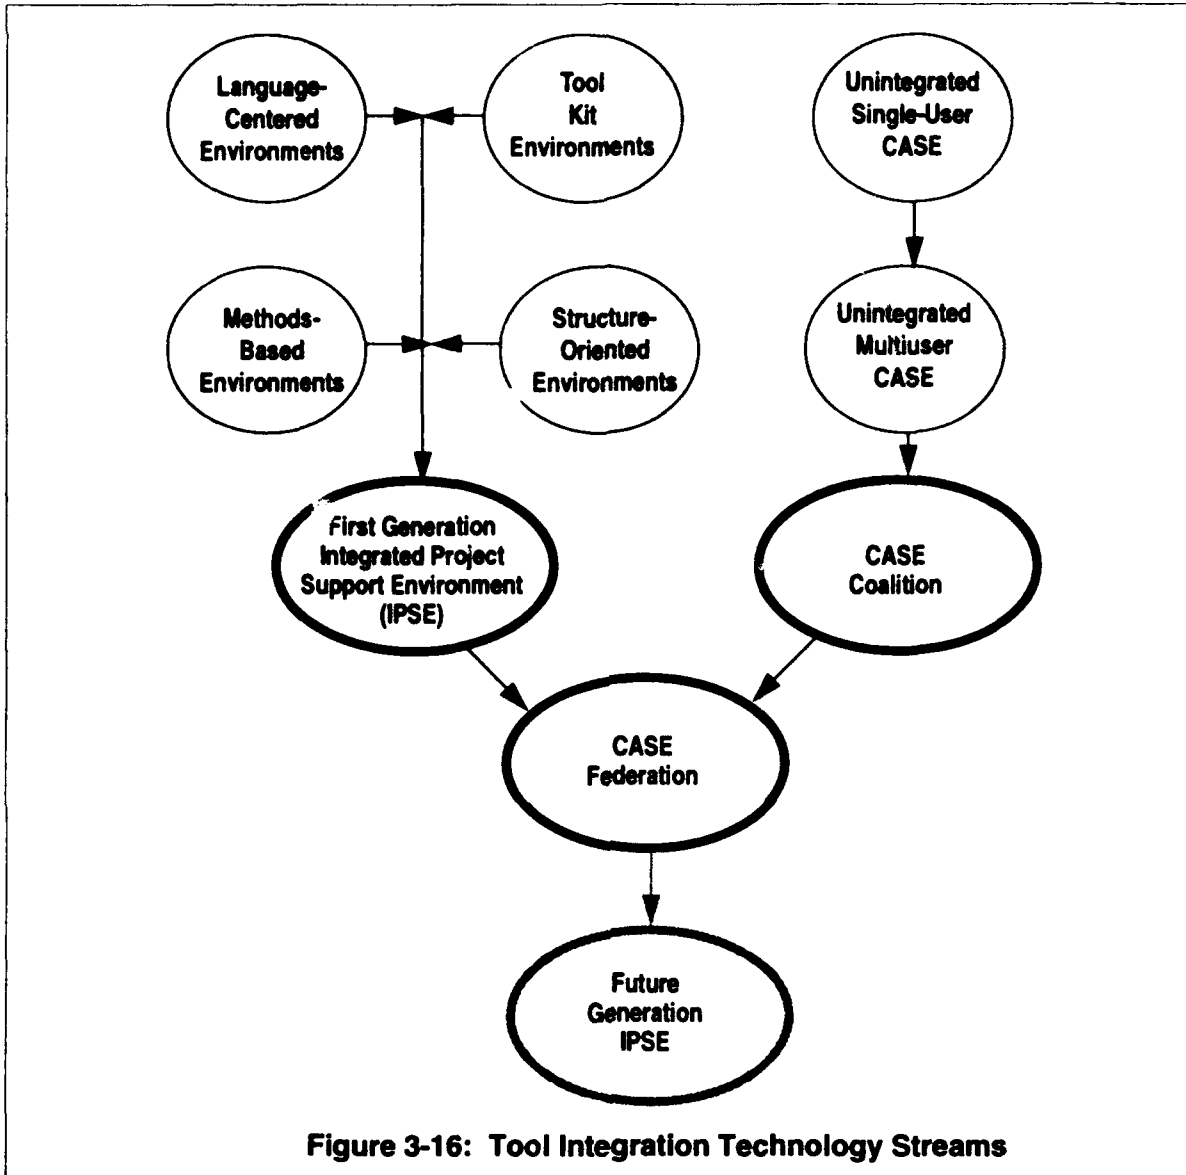 Language-
Centered
Environments
Tool
Kit
Environments
Unintegrated
Single-User
CASE
Methods-
Based
Environments
Structure-
Oriented
Environments
Unintegrated
Multiuser
CASE
First Generation
Integrated Project
Support Environment
(IPSE)
CASE
Coalition
CASE
Federation
Future
Generation
IPSE
Figure 3-16: Tool Integration Technology Streams